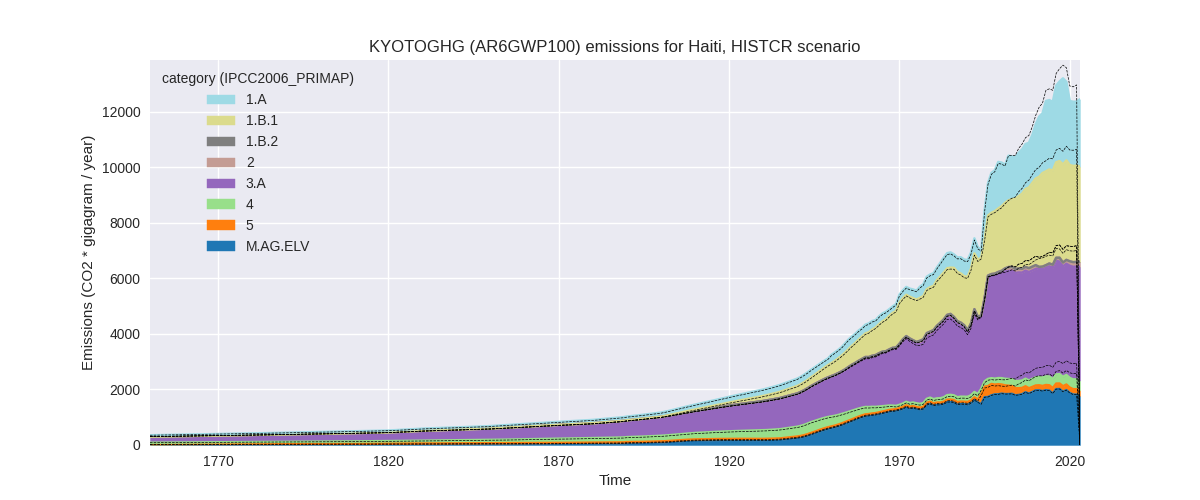 KYOTOGHG (AR6GWP100) emissions for Haiti, HISTCR scenario
category (IPCC2006_PRIMAP)
1.A
1.B.1
1.B.2
2
3.A
4
5
M.AG.ELV
Emissions (CO2 * gigagram / year)
12000
10000
8000
6000
4000
2000
0
1770
1820
1870
1920
1970
2020
Time